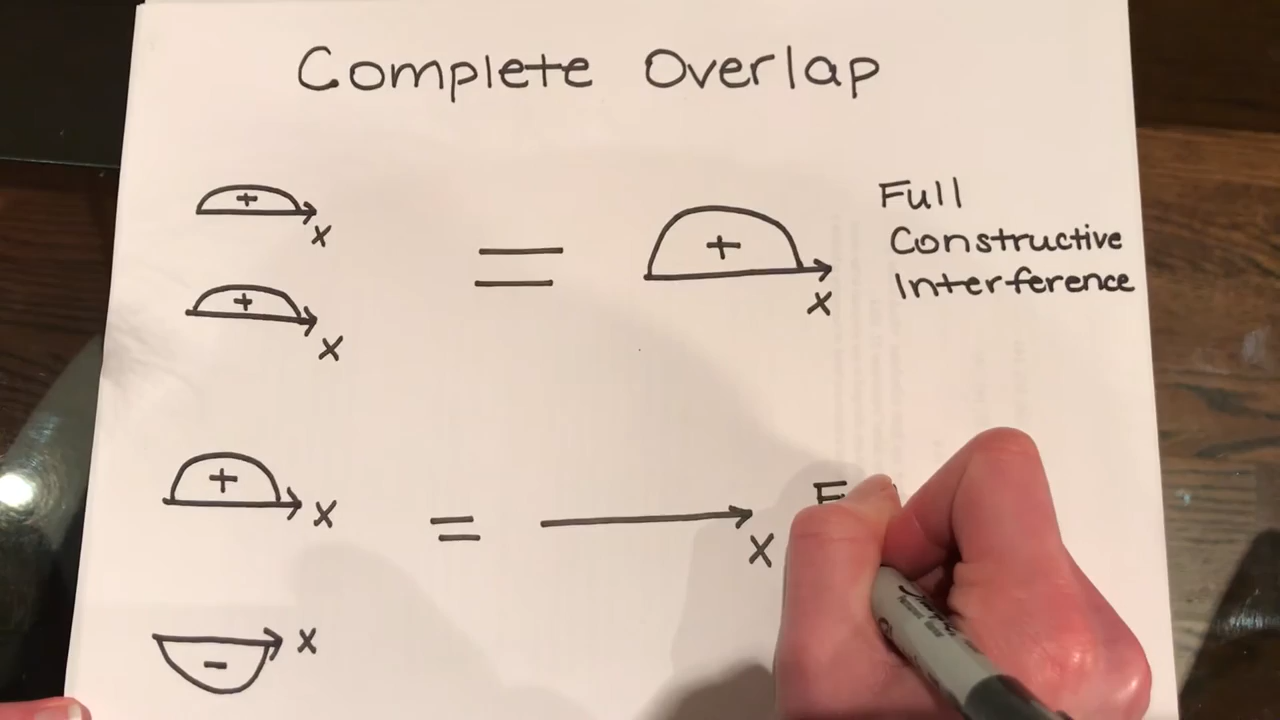 Complete Overlap
+
x
+
x
=
+
x
Full
Constructive
Interference
+
x
=
x
F
-
x